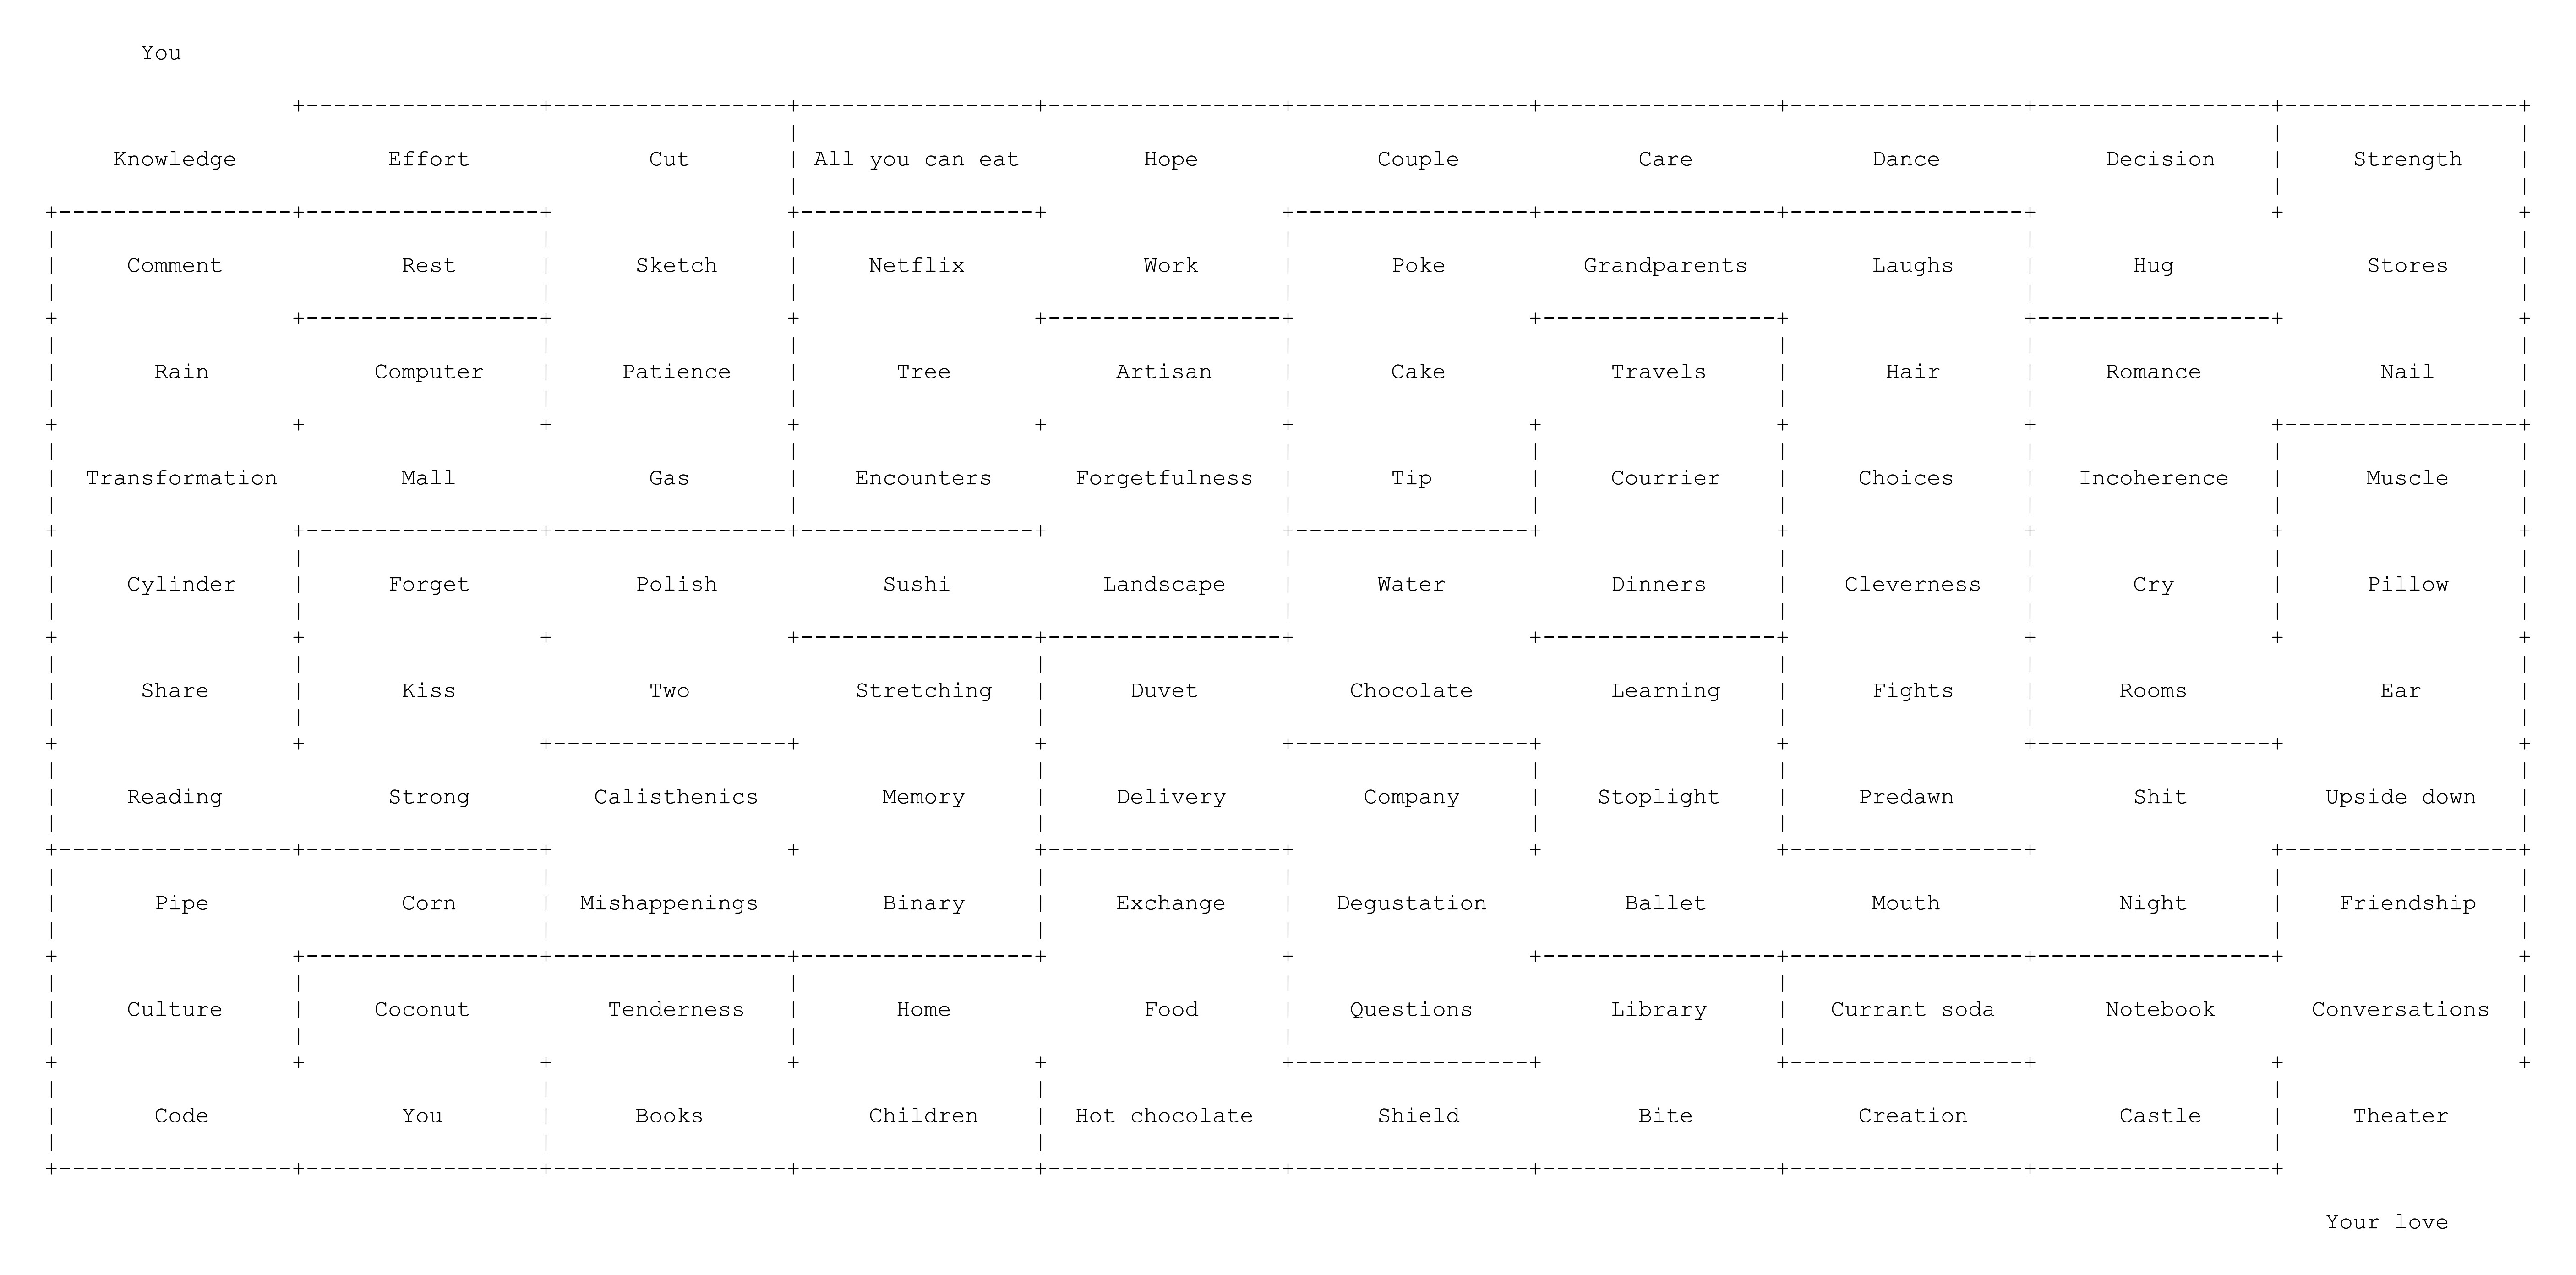 You
Knowledge Effort Cut All you can eat Hope Couple Care Dance Decision Strength
Comment Rest Sketch Netflix Work Poke Grandparents Laughs Hug Stores
Rain Computer Patience Tree Artisan Cake Travels Hair Romance Nail
Transformation Mall Gas Encounters Forgetfulness Tip Courrier Choices Incoherence Muscle
Cylinder Forget Polish Sushi Landscape Water Dinners Cleverness Cry Pillow
Share Kiss Two Stretching Duvet Chocolate Learning Fights Rooms Ear
Reading Strong Calisthenics Memory Delivery Company Stoplight Predawn Shit Upside down
Pipe Corn Mishappenings Binary Exchange Degustation Ballet Mouth Night Friendship
Culture Coconut Tenderness Home Food Questions Library Currant soda Notebook Conversations
Code You Books Children Hot chocolate Shield Bite Creation Castle Theater
Your love